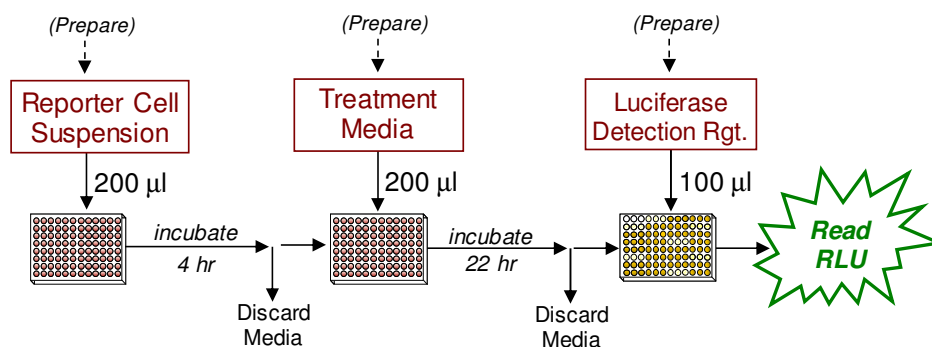 (Prepare)
(Prepare)
(Prepare)
Reporter Cell
Suspension
Treatment
Media
Luciferase
Detection Rgt.
200 μl
200 μl
100 μl
incubate
4 hr
incubate
22 hr
Read
RLU
Discard
Media
Discard
Media